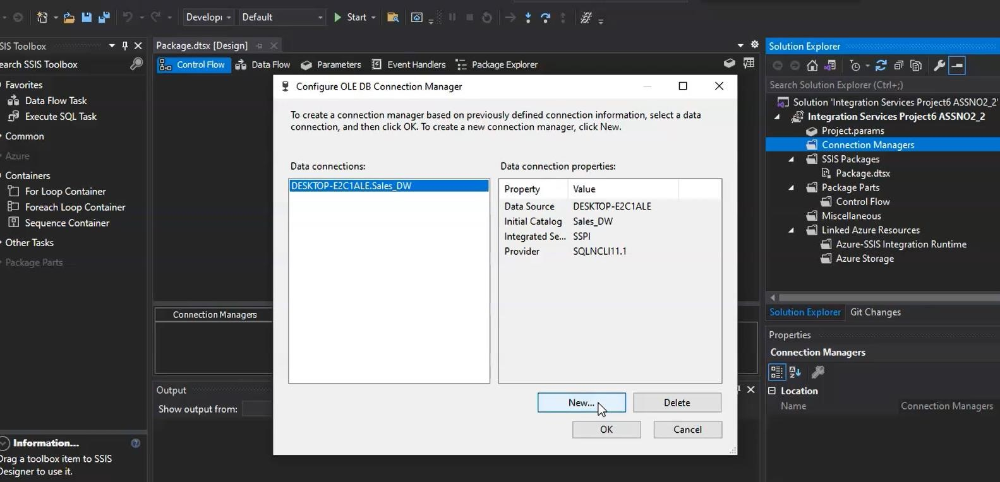 Developi
Default
Start
SIS Toolbox
earch SSIS Toolbox
Favorites
Data Flow Task
Execute SQL Task
Common
Azure
Containers
For Loop Container
Foreach Loop Container
Sequence Container
Other Tasks
Package Parts
Information...
Drag a toolbox item to SSIS
Designer to use it.
Package.dtsx [Design]
Control Flow
Data Flow
Parameters
Event Handlers
Package Explorer
Connection Managers
Output
Show output from:
Configure OLE DB Connection Manager
To create a connection manager based on previously defined connection information, select a data
connection, and then click OK. To create a new connection manager, click New.
Data connections:
DESKTOP-E2C1ALE.Sales_DW
Data connection properties:
Property Value
Data Source DESKTOP-E2C1ALE
Initial Catalog Sales_DW
Integrated Se... SSPI
Provider SQLNCLI11.1
New...
Delete
OK
Cancel
Solution Explorer
Search Solution Explorer (Ctrl+;)
Solution 'Integration Services Project6 ASSNO2_2'
Integration Services Project6 ASSNO2_2
Project.params
Connection Managers
SSIS Packages
Package.dtsx
Package Parts
Control Flow
Miscellaneous
Linked Azure Resources
Azure-SSIS Integration Runtime
Azure Storage
Solution Explorer
Git Changes
Properties
Connection Managers
Location
Name Connection Managers